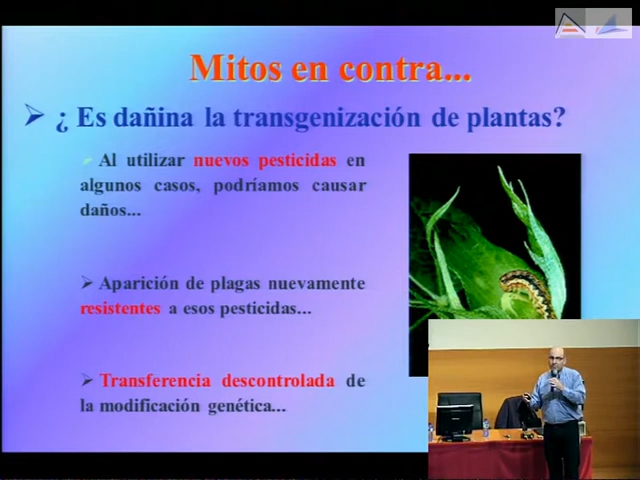 Mitos en contra...
¿ Es dañina la transgenización de plantas?
Al utilizar nuevos pesticidas en
algunos casos, podríamos causar
daños...
Aparición de plagas nuevamente
resistentes a esos pesticidas...
Transferencia descontrolada de
la modificación genética...